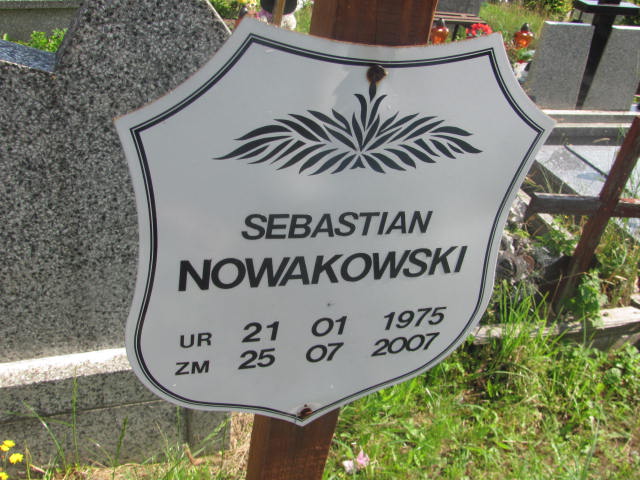 SEBASTIAN
NOWAKOWSKI
UR 21 01 1975
ZM 25 07 2007